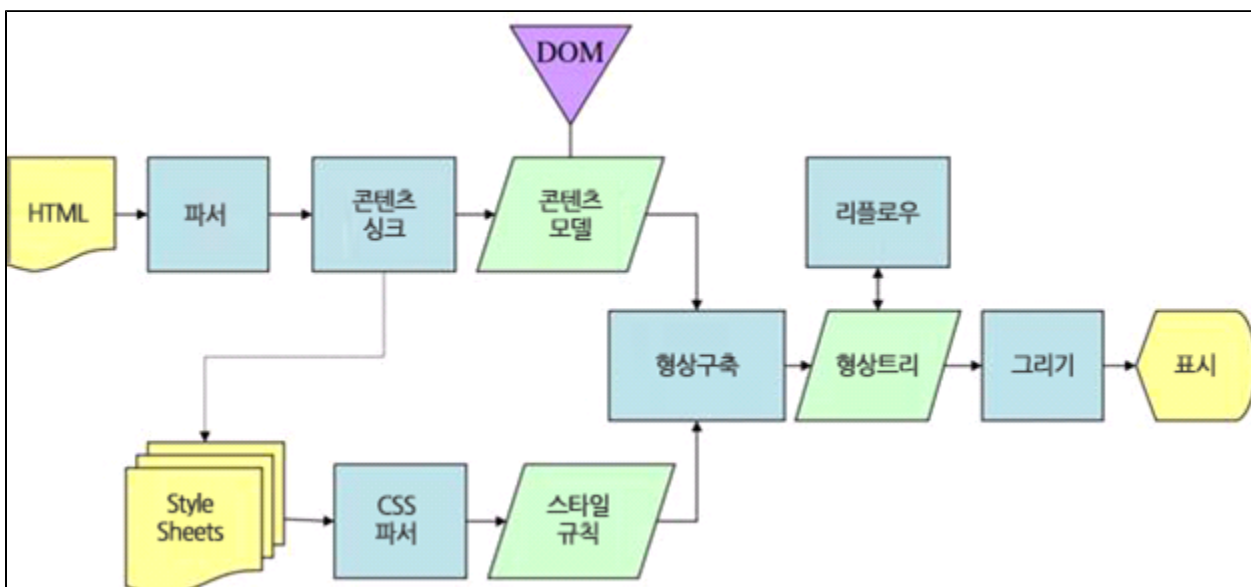 DOM
HTML
파서
콘텐츠
싱크
콘텐츠
모델
리플로우
형상구축
형상트리
그리기
표시
Style
Sheets
CSS
파서
스타일
규칙